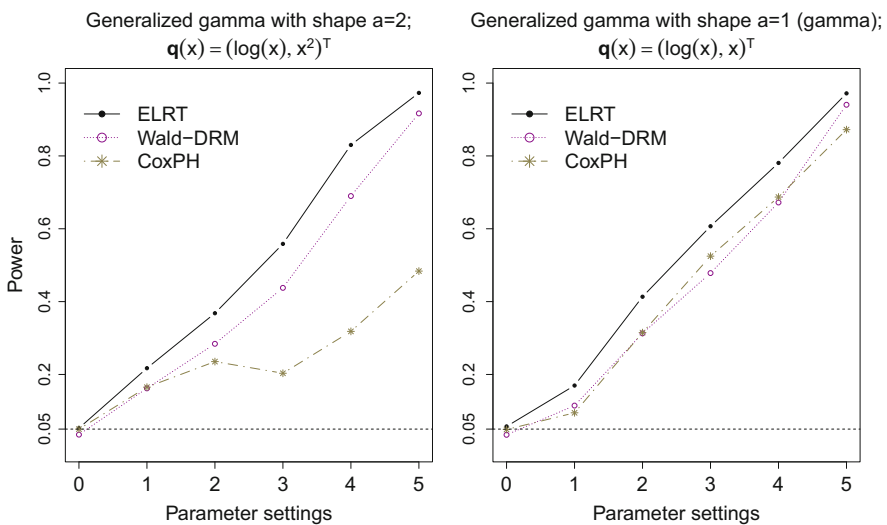 Generalized gamma with shape a=2;
q(x) = (log(x), x²)ᵀ
1.0
0.8
0.6
0.4
0.2
0.05
Power
ELRT
Wald−DRM
CoxPH
0 1 2 3 4 5
Parameter settings
Generalized gamma with shape a=1 (gamma);
q(x) = (log(x), x)ᵀ
1.0
0.8
0.6
0.4
0.2
0.05
ELRT
Wald−DRM
CoxPH
0 1 2 3 4 5
Parameter settings